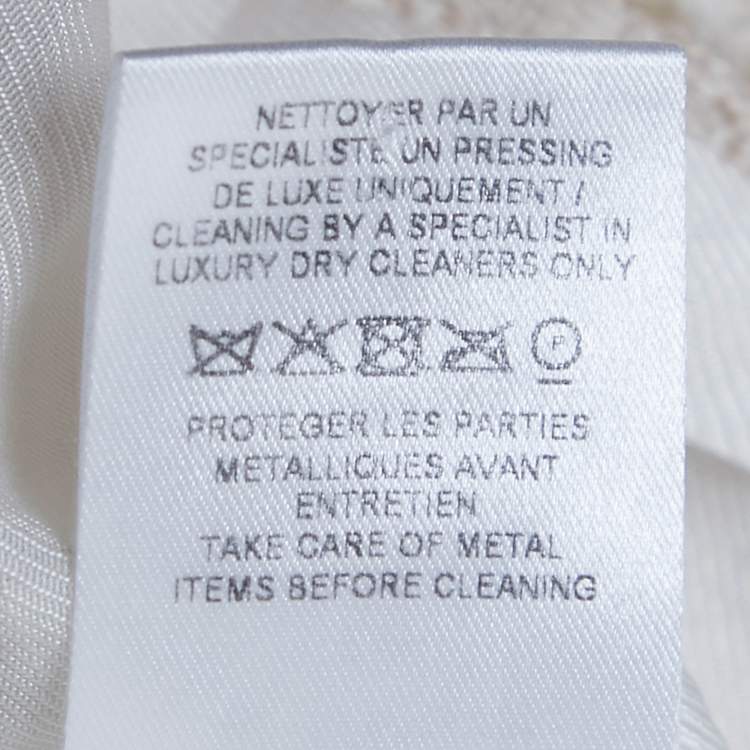 NETTOYER PAR UN
SPECIALISTE UN PRESSING
DE LUXE UNIQUEMENT /
CLEANING BY A SPECIALIST IN
LUXURY DRY CLEANERS ONLY
P
PROTEGER LES PARTIES
METALLIQUES AVANT
ENTRETIEN
TAKE CARE OF METAL
ITEMS BEFORE CLEANING